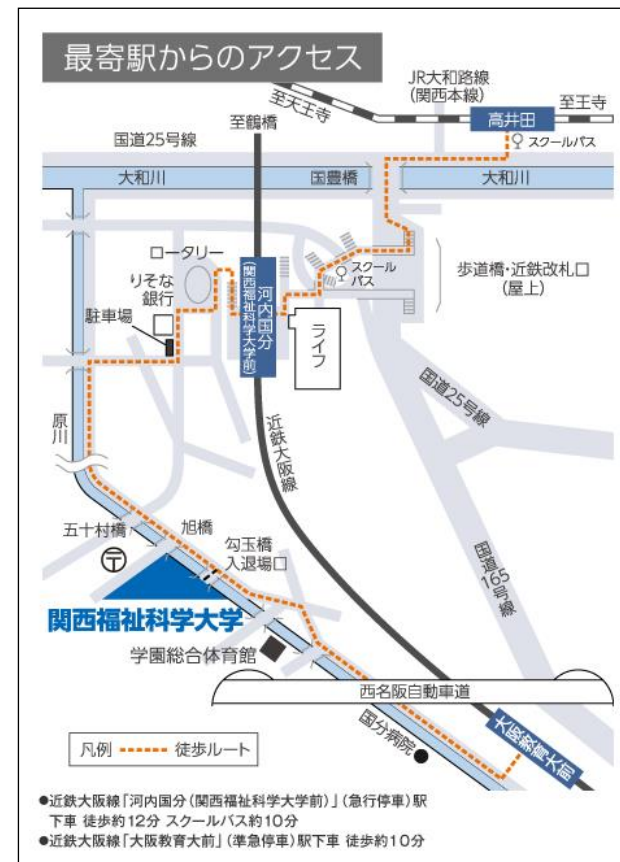 最寄駅からのアクセス
JR大和路線
(関西本線)
至天王寺
至王寺
高井田
スクールバス
至鶴橋
国道25号線
大和川
国豊橋
大和川
ロータリー
りそな
銀行
駐車場
河内国分
(関西福祉科学大学前)
スクール
バス
ライフ
歩道橋・近鉄改札口
(屋上)
国道25号線
原川
近鉄大阪線
五十村橋
旭橋
勾玉橋
入退場口
〒
国道
165号線
関西福祉科学大学
学園総合体育館
西名阪自動車道
国分病院
大阪教育大前
凡例 徒歩ルート
●近鉄大阪線「河内国分(関西福祉科学大学前)」(急行停車)駅
下車 徒歩約12分 スクールバス約10分
●近鉄大阪線「大阪教育大前」(準急停車)駅下車 徒歩約10分